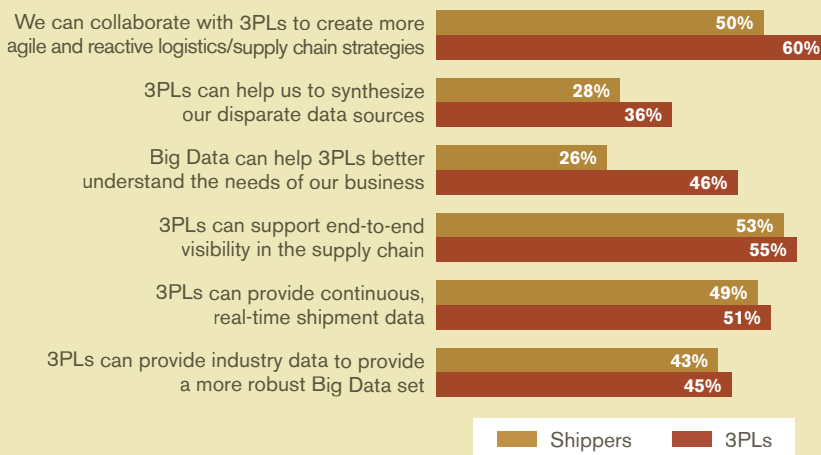 We can collaborate with 3PLs to create more
agile and reactive logistics/supply chain strategies
50%
60%
3PLs can help us to synthesize
our disparate data sources
28%
36%
Big Data can help 3PLs better
understand the needs of our business
26%
46%
3PLs can support end-to-end
visibility in the supply chain
53%
55%
3PLs can provide continuous,
real-time shipment data
49%
51%
3PLs can provide industry data to provide
a more robust Big Data set
43%
45%
Shippers
3PLs